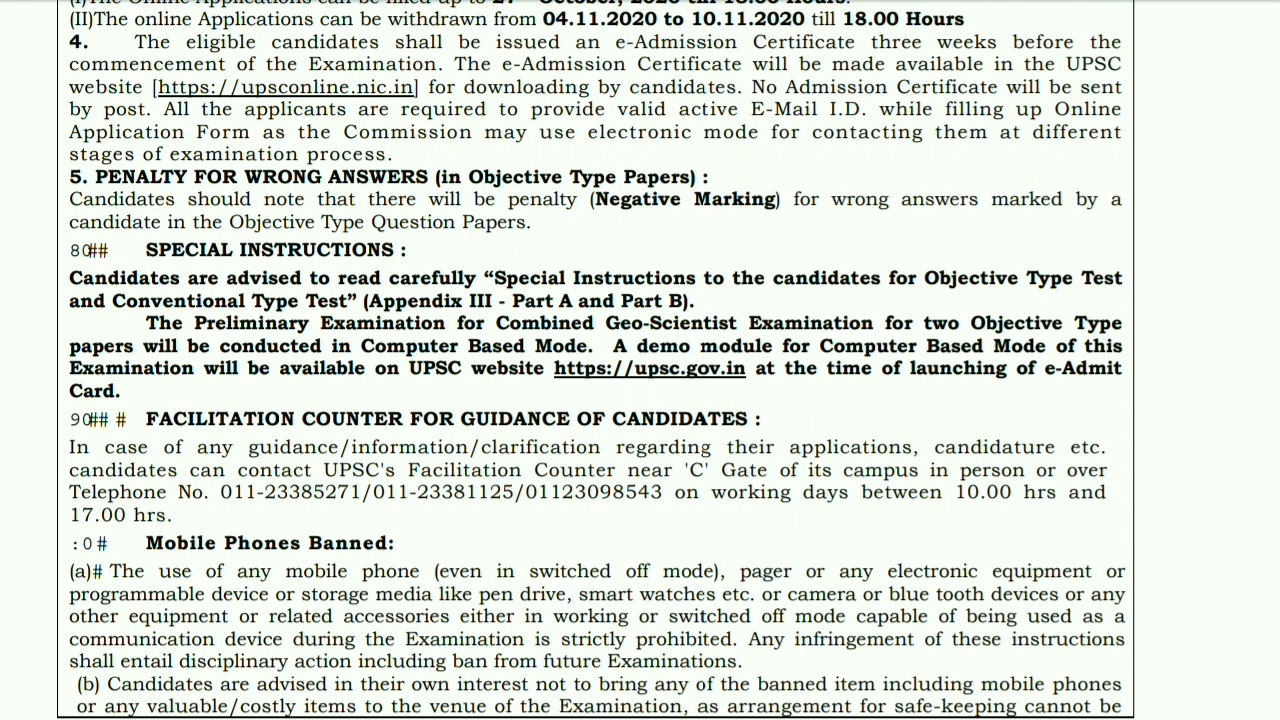 October, 2020 till 18.00 Hours.
(II)The online Applications can be withdrawn from 04.11.2020 to 10.11.2020 till 18.00 Hours
4. The eligible candidates shall be issued an e-Admission Certificate three weeks before the
commencement of the Examination. The e-Admission Certificate will be made available in the UPSC
website [https://upsconline.nic.in] for downloading by candidates. No Admission Certificate will be sent
by post. All the applicants are required to provide valid active E-Mail I.D. while filling up Online
Application Form as the Commission may use electronic mode for contacting them at different
stages of examination process.
5. PENALTY FOR WRONG ANSWERS (in Objective Type Papers) :
Candidates should note that there will be penalty (Negative Marking) for wrong answers marked by a
candidate in the Objective Type Question Papers.
80## SPECIAL INSTRUCTIONS :
Candidates are advised to read carefully “Special Instructions to the candidates for Objective Type Test
and Conventional Type Test” (Appendix III - Part A and Part B).
The Preliminary Examination for Combined Geo-Scientist Examination for two Objective Type
papers will be conducted in Computer Based Mode. A demo module for Computer Based Mode of this
Examination will be available on UPSC website https://upsc.gov.in at the time of launching of e-Admit
Card.
90## # FACILITATION COUNTER FOR GUIDANCE OF CANDIDATES :
In case of any guidance/information/clarification regarding their applications, candidature etc.
candidates can contact UPSC's Facilitation Counter near 'C' Gate of its campus in person or over
Telephone No. 011-23385271/011-23381125/01123098543 on working days between 10.00 hrs and
17.00 hrs.
:0# Mobile Phones Banned:
(a)# The use of any mobile phone (even in switched off mode), pager or any electronic equipment or
programmable device or storage media like pen drive, smart watches etc. or camera or blue tooth devices or any
other equipment or related accessories either in working or switched off mode capable of being used as a
communication device during the Examination is strictly prohibited. Any infringement of these instructions
shall entail disciplinary action including ban from future Examinations.
(b) Candidates are advised in their own interest not to bring any of the banned item including mobile phones
or any valuable/costly items to the venue of the Examination, as arrangement for safe-keeping cannot be